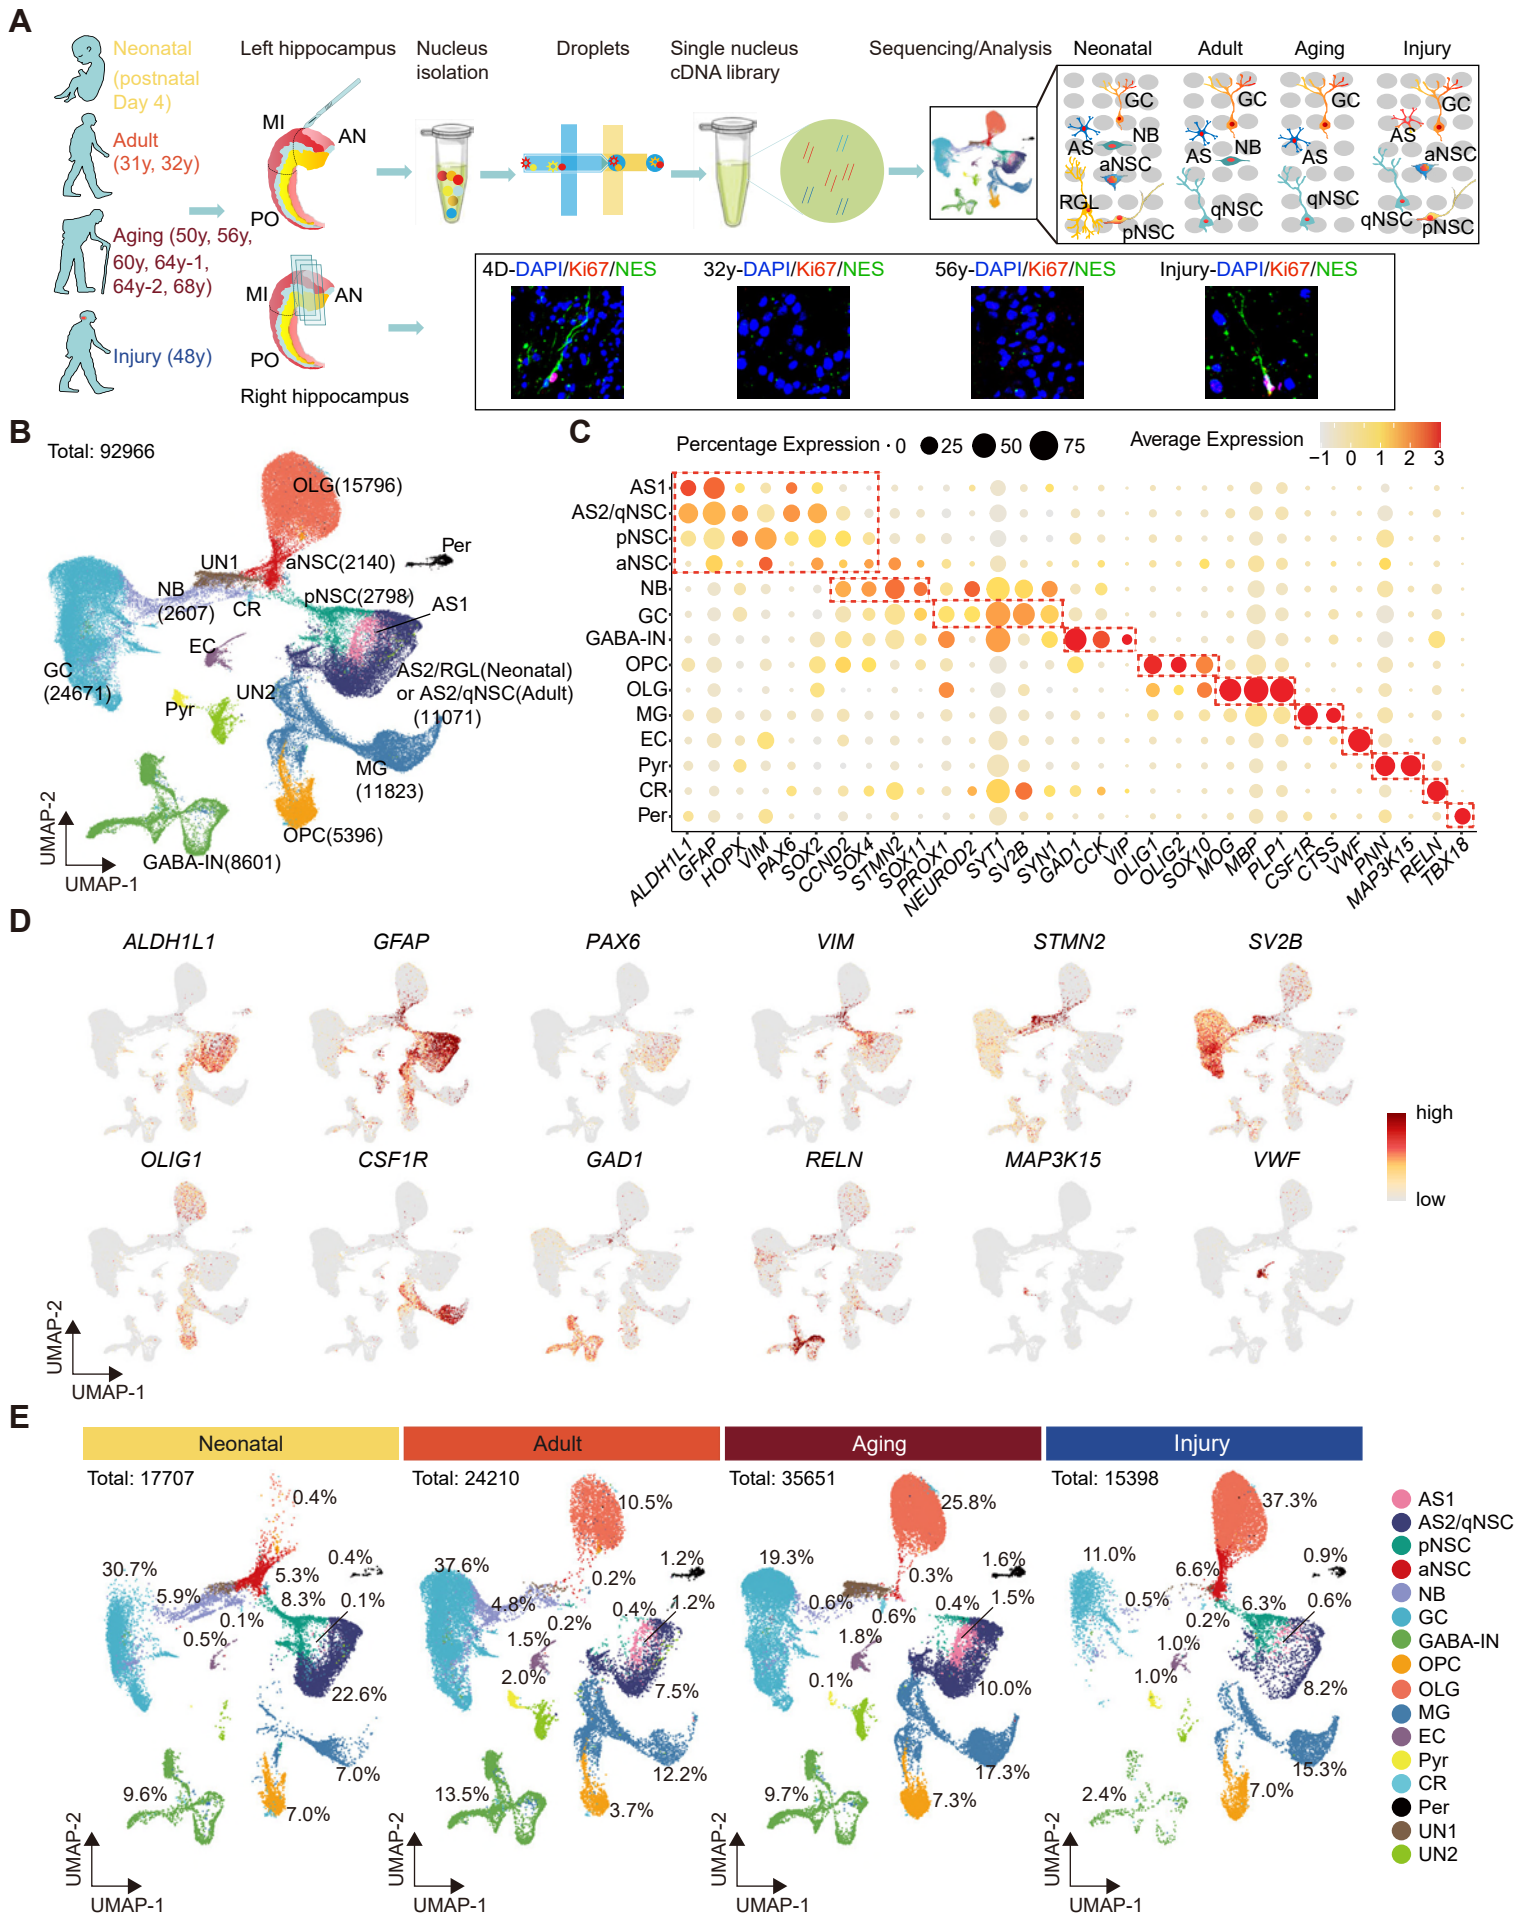 A
Neonatal
(postnatal
Day 4)
Adult
(31y, 32y)
Aging (50y, 56y,
60y, 64y-1,
64y-2, 68y)
Injury (48y)
Left hippocampus
MI
AN
PO
MI
AN
PO
Right hippocampus
Nucleus
isolation
Droplets
Single nucleus
cDNA library
Sequencing/Analysis
Neonatal
Adult
Aging
Injury
GC
NB
AS
aNSC
RGL
pNSC
GC
AS
NB
qNSC
GC
AS
qNSC
GC
AS
aNSC
qNSC
pNSC
4D-DAPI/Ki67/NES
32y-DAPI/Ki67/NES
56y-DAPI/Ki67/NES
Injury-DAPI/Ki67/NES
B
Total: 92966
OLG(15796)
UN1
aNSC(2140)
Per
NB
(2607)
CR
pNSC(2798)
AS1
EC
GC
(24671)
AS2/RGL(Neonatal)
or AS2/qNSC(Adult)
(11071)
UN2
Pyr
MG
(11823)
OPC(5396)
GABA-IN(8601)
UMAP-2
UMAP-1
C
Percentage Expression
0
25
50
75
Average Expression
−1 0 1 2 3
AS1
AS2/qNSC
pNSC
aNSC
NB
GC
GABA-IN
OPC
OLG
MG
EC
Pyr
CR
Per
ALDH1L1
GFAP
HOPX
VIM
PAX6
SOX2
CCND2
SOX4
STMN2
SOX11
PROX1
NEUROD2
SYT1
SV2B
SYN1
GAD1
CCK
VIP
OLIG1
OLIG2
SOX10
MOG
MBP
PLP1
CSF1R
CTSS
VWF
PNN
MAP3K15
RELN
TBX18
D
ALDH1L1
GFAP
PAX6
VIM
STMN2
SV2B
OLIG1
CSF1R
GAD1
RELN
MAP3K15
VWF
high
low
UMAP-2
UMAP-1
E
Neonatal
Total: 17707
0.4%
30.7%
0.4%
5.3%
5.9%
8.3%
0.1%
0.1%
0.5%
22.6%
7.0%
9.6%
7.0%
UMAP-2
UMAP-1
Adult
Total: 24210
10.5%
37.6%
1.2%
0.2%
4.8%
0.4%
1.2%
0.2%
1.5%
2.0%
7.5%
12.2%
13.5%
3.7%
UMAP-2
UMAP-1
Aging
Total: 35651
25.8%
19.3%
1.6%
0.3%
0.6%
0.4%
1.5%
0.6%
1.8%
0.1%
10.0%
17.3%
9.7%
7.3%
UMAP-2
UMAP-1
Injury
Total: 15398
37.3%
11.0%
0.9%
6.6%
0.5%
6.3%
0.6%
0.2%
1.0%
1.0%
8.2%
15.3%
2.4%
7.0%
UMAP-2
UMAP-1
AS1
AS2/qNSC
pNSC
aNSC
NB
GC
GABA-IN
OPC
OLG
MG
EC
Pyr
CR
Per
UN1
UN2